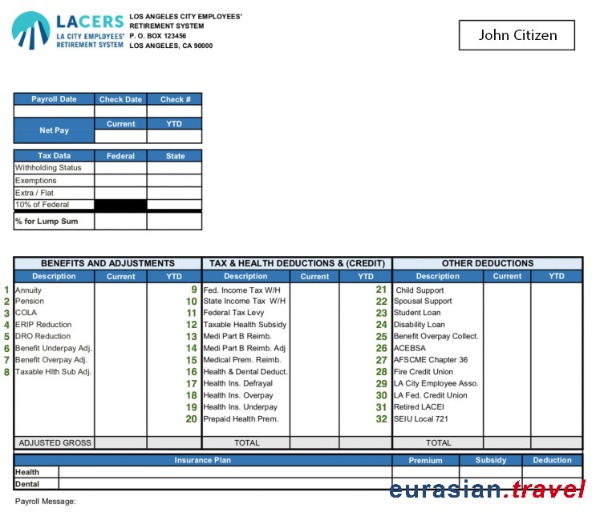 LACERS
LA CITY EMPLOYEES'
RETIREMENT SYSTEM
LOS ANGELES CITY EMPLOYEES'
RETIREMENT SYSTEM
P. O. BOX 123456
LOS ANGELES, CA 90000
John Citizen
Payroll Date Check Date Check #
Net Pay Current YTD
Tax Data Federal State
Withholding Status
Exemptions
Extra / Flat
10% of Federal
% for Lump Sum
BENEFITS AND ADJUSTMENTS TAX & HEALTH DEDUCTIONS & (CREDIT) OTHER DEDUCTIONS
Description Current YTD Description Current YTD Description Current YTD
1 Annuity 9 Fed. Income Tax W/H 21 Child Support
2 Pension 10 State Income Tax W/H 22 Spousal Support
3 COLA 11 Federal Tax Levy 23 Student Loan
4 ERIP Reduction 12 Taxable Health Subsidy 24 Disability Loan
5 DRO Reduction 13 Medi Part B Reimb. 25 Benefit Overpay Collect.
6 Benefit Underpay Adj. 14 Medi Part B Reimb. Adj 26 ACEBSA
7 Benefit Overpay Adj. 15 Medical Prem. Reimb. 27 AFSCME Chapter 36
8 Taxable Hlth Sub Adj. 16 Health & Dental Deduct. 28 Fire Credit Union
17 Health Ins. Defrayal 29 LA City Employee Asso.
18 Health Ins. Overpay 30 LA Fed. Credit Union
19 Health Ins. Underpay 31 Retired LACEI
20 Prepaid Health Prem. 32 SEIU Local 721
ADJUSTED GROSS TOTAL TOTAL
Insurance Plan Premium Subsidy Deduction
Health
Dental
eurasian.travel
Payroll Message: